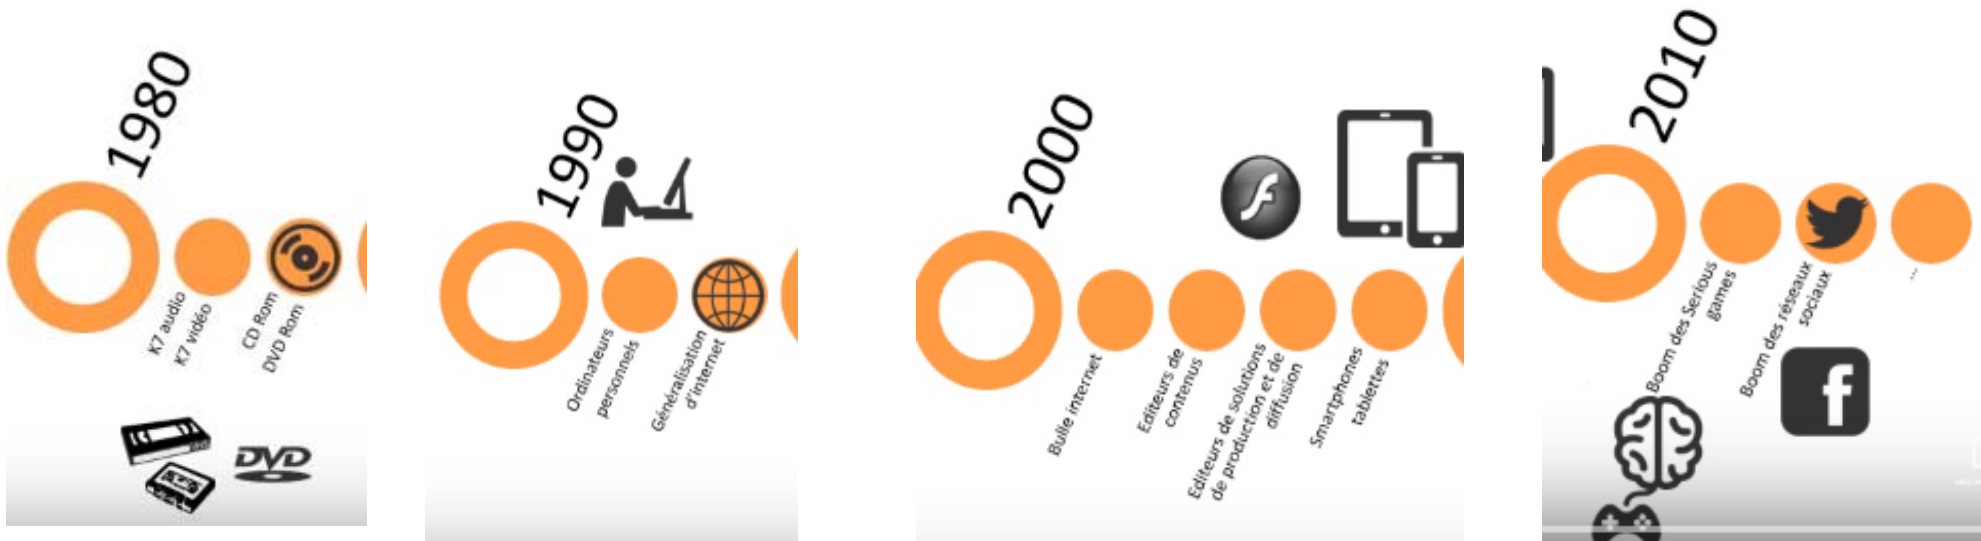 1980
K7 audio
K7 vidéo
CD Rom
DVD Rom
DVD
1990
Ordinateurs
personnels
Généralisation
d'internet
2000
Bulle internet
Editeurs de
contenus
Editeurs de solutions
de production et de
diffusion
Smartphones
tablettes
2010
Boom des Serious
games
Boom des réseaux
sociaux
...